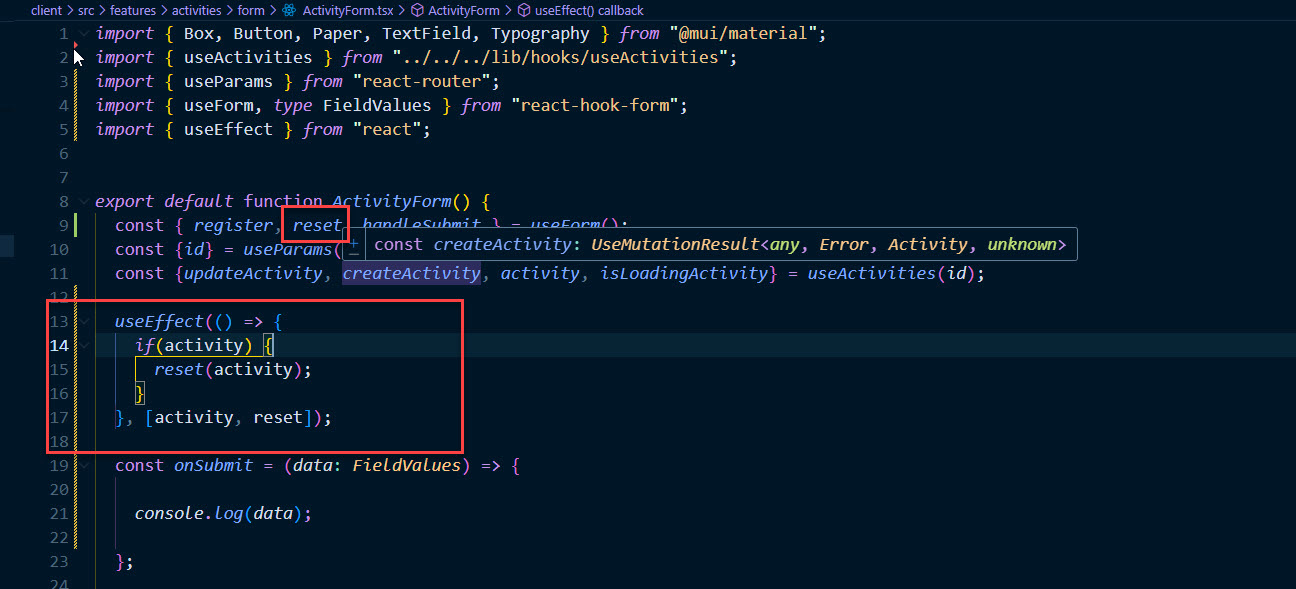 client > src > features > activities > form > ActivityForm.tsx > ActivityForm > useEffect() callback
1 import { Box, Button, Paper, TextField, Typography } from "@mui/material";
2 import { useActivities } from "../../../lib/hooks/useActivities";
3 import { useParams } from "react-router";
4 import { useForm, type FieldValues } from "react-hook-form";
5 import { useEffect } from "react";
6
7
8 export default function ActivityForm() {
9 const { register, reset, handleSubmit } = useForm();
10 const {id} = useParams(
const createActivity: UseMutationResult<any, Error, Activity, unknown>
11 const {updateActivity, createActivity, activity, isLoadingActivity} = useActivities(id);
12
13 useEffect(() => {
14 if(activity) {
15 reset(activity);
16 }
17 }, [activity, reset]);
18
19 const onSubmit = (data: FieldValues) => {
20
21 console.log(data);
22
23 };
24